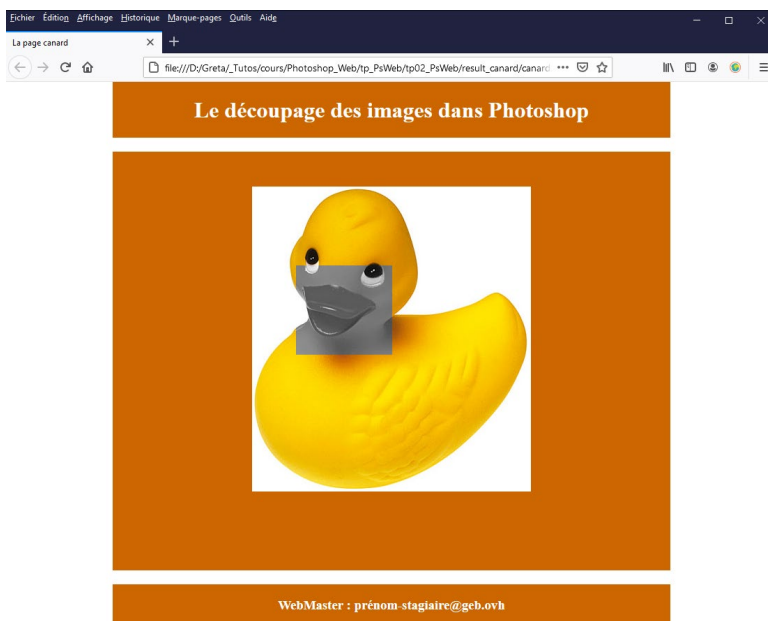 Fichier Édition Affichage Historique Marque-pages Outils Aide
La page canard
file:///D:/Greta/_Tutos/cours/Photoshop_Web/tp_PsWeb/tp02_PsWeb/result_canard/canard
Le découpage des images dans Photoshop
WebMaster : prénom-stagiaire@geb.ovh